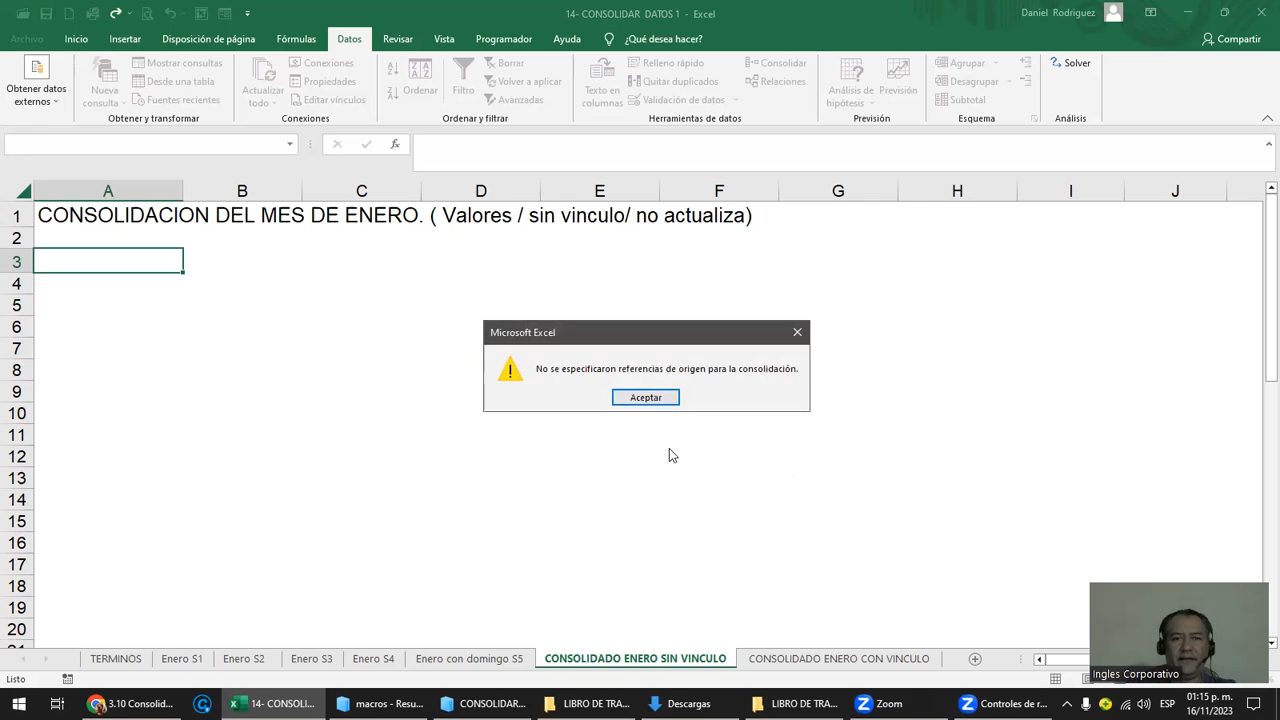 14- CONSOLIDAR DATOS 1 - Excel
Daniel Rodriguez
Archivo Inicio Insertar Disposición de página Fórmulas Datos Revisar Vista Programador Ayuda ¿Qué desea hacer? Compartir
Obtener datos externos
Nueva consulta
Mostrar consultas
Desde una tabla
Fuentes recientes
Obtener y transformar
Actualizar todo
Conexiones
Propiedades
Editar vínculos
Conexiones
Ordenar
Filtro
Borrar
Volver a aplicar
Avanzadas
Ordenar y filtrar
Texto en columnas
Relleno rápido
Quitar duplicados
Validación de datos
Consolidar
Relaciones
Herramientas de datos
Análisis de hipótesis
Previsión
Previsión
Agrupar
Desagrupar
Subtotal
Esquema
Solver
Análisis
fx
A B C D E F G H I J
1 CONSOLIDACION DEL MES DE ENERO. ( Valores / sin vinculo/ no actualiza)
2
3
4
5
6
7
8
9
10
11
12
13
14
15
16
17
18
19
20
Microsoft Excel
No se especificaron referencias de origen para la consolidación.
Aceptar
Ingles Corporativo
TERMINOS Enero S1 Enero S2 Enero S3 Enero S4 Enero con domingo S5 CONSOLIDADO ENERO SIN VINCULO CONSOLIDADO ENERO CON VINCULO
Listo
3.10 Consolid... 14- CONSOLI... macros - Resu... CONSOLIDAR... LIBRO DE TRA... Descargas LIBRO DE TRA... Zoom Controles de r... ESP 01:15 p. m.
16/11/2023